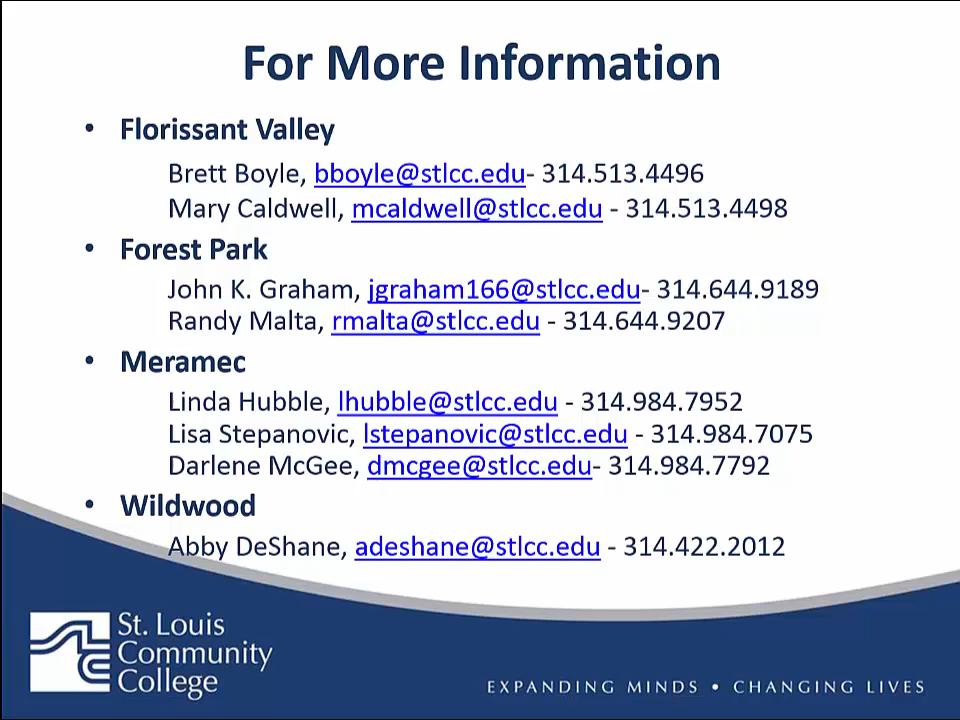 For More Information
• Florissant Valley
Brett Boyle, bboyle@stlcc.edu- 314.513.4496
Mary Caldwell, mcaldwell@stlcc.edu - 314.513.4498
• Forest Park
John K. Graham, jgraham166@stlcc.edu- 314.644.9189
Randy Malta, rmalta@stlcc.edu - 314.644.9207
• Meramec
Linda Hubble, lhubble@stlcc.edu - 314.984.7952
Lisa Stepanovic, lstepanovic@stlcc.edu - 314.984.7075
Darlene McGee, dmcgee@stlcc.edu- 314.984.7792
• Wildwood
Abby DeShane, adeshane@stlcc.edu - 314.422.2012
St. Louis
Community
College
EXPANDING MINDS • CHANGING LIVES